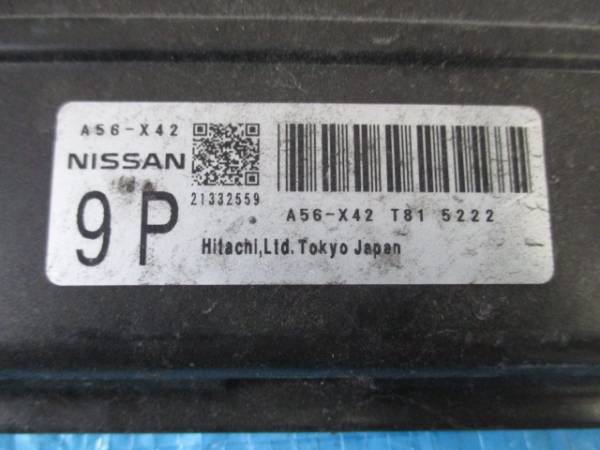 A56-X42
NISSAN
21332559
9P
A56-X42 T81 5222
Hitachi,Ltd.Tokyo Japan